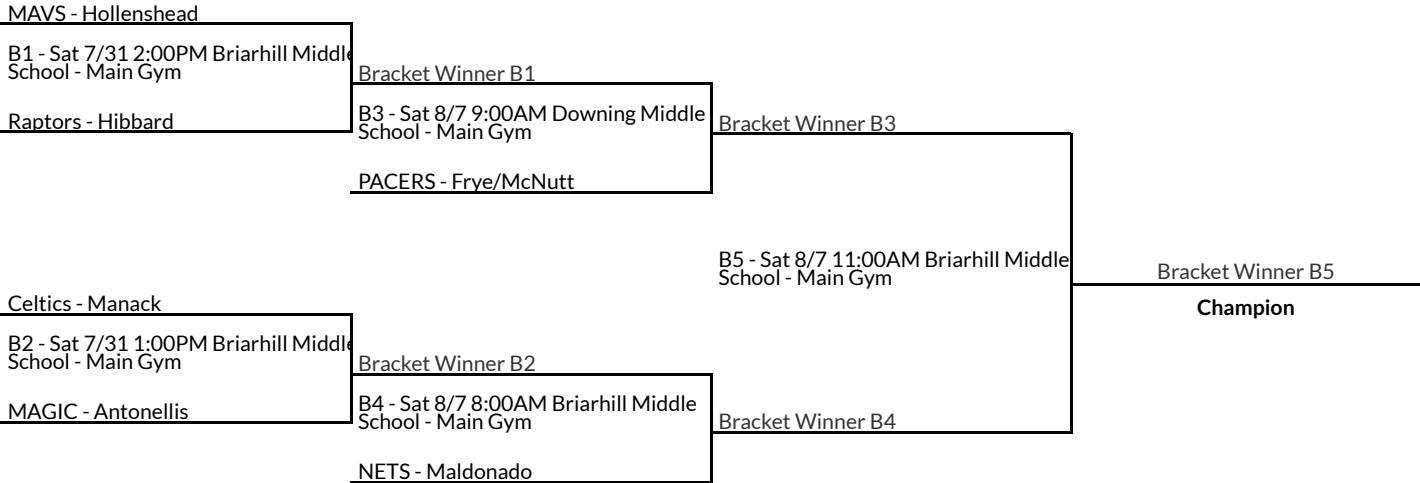 MAVS - Hollenshead
B1 - Sat 7/31 2:00PM Briarhill Middle
School - Main Gym
Raptors - Hibbard
Bracket Winner B1
B3 - Sat 8/7 9:00AM Downing Middle
School - Main Gym
PACERS - Frye/McNutt
Bracket Winner B3
B5 - Sat 8/7 11:00AM Briarhill Middle
School - Main Gym
Bracket Winner B5
Champion
Celtics - Manack
B2 - Sat 7/31 1:00PM Briarhill Middle
School - Main Gym
MAGIC - Antonellis
Bracket Winner B2
B4 - Sat 8/7 8:00AM Briarhill Middle
School - Main Gym
NETS - Maldonado
Bracket Winner B4